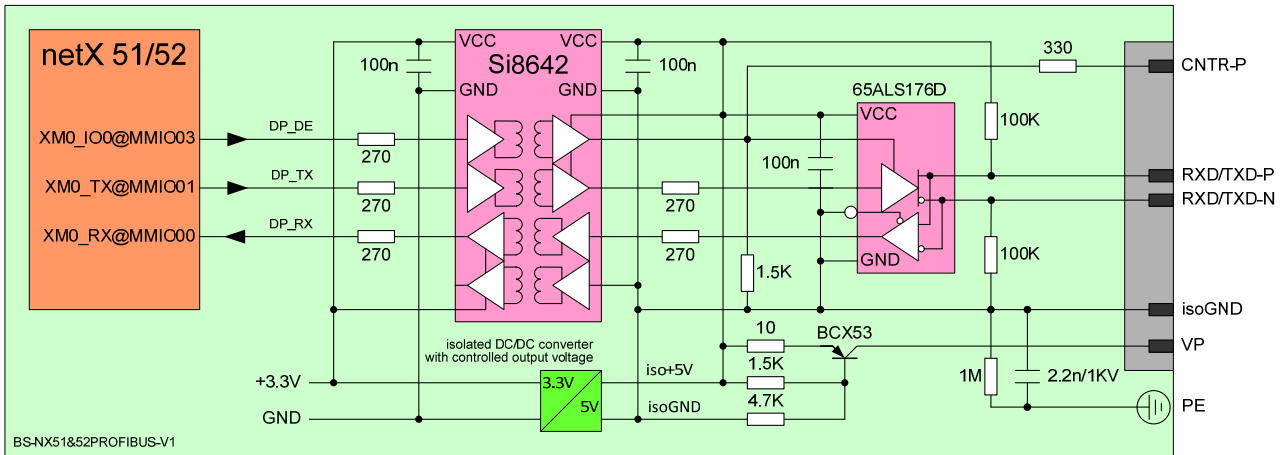 netX 51/52
XM0_IO0@MMIO03
XM0_TX@MMIO01
XM0_RX@MMIO00
DP_DE
DP_TX
DP_RX
270
270
270
100n
VCC
VCC
Si8642
GND
GND
100n
270
270
65ALS176D
VCC
GND
100n
330
100K
100K
1.5K
CNTR-P
RXD/TXD-P
RXD/TXD-N
isoGND
VP
PE
isolated DC/DC converter
with controlled output voltage
+3.3V
GND
3.3V
5V
iso+5V
isoGND
10
1.5K
4.7K
BCX53
1M
2.2n/1KV
BS-NX51&52PROFIBUS-V1